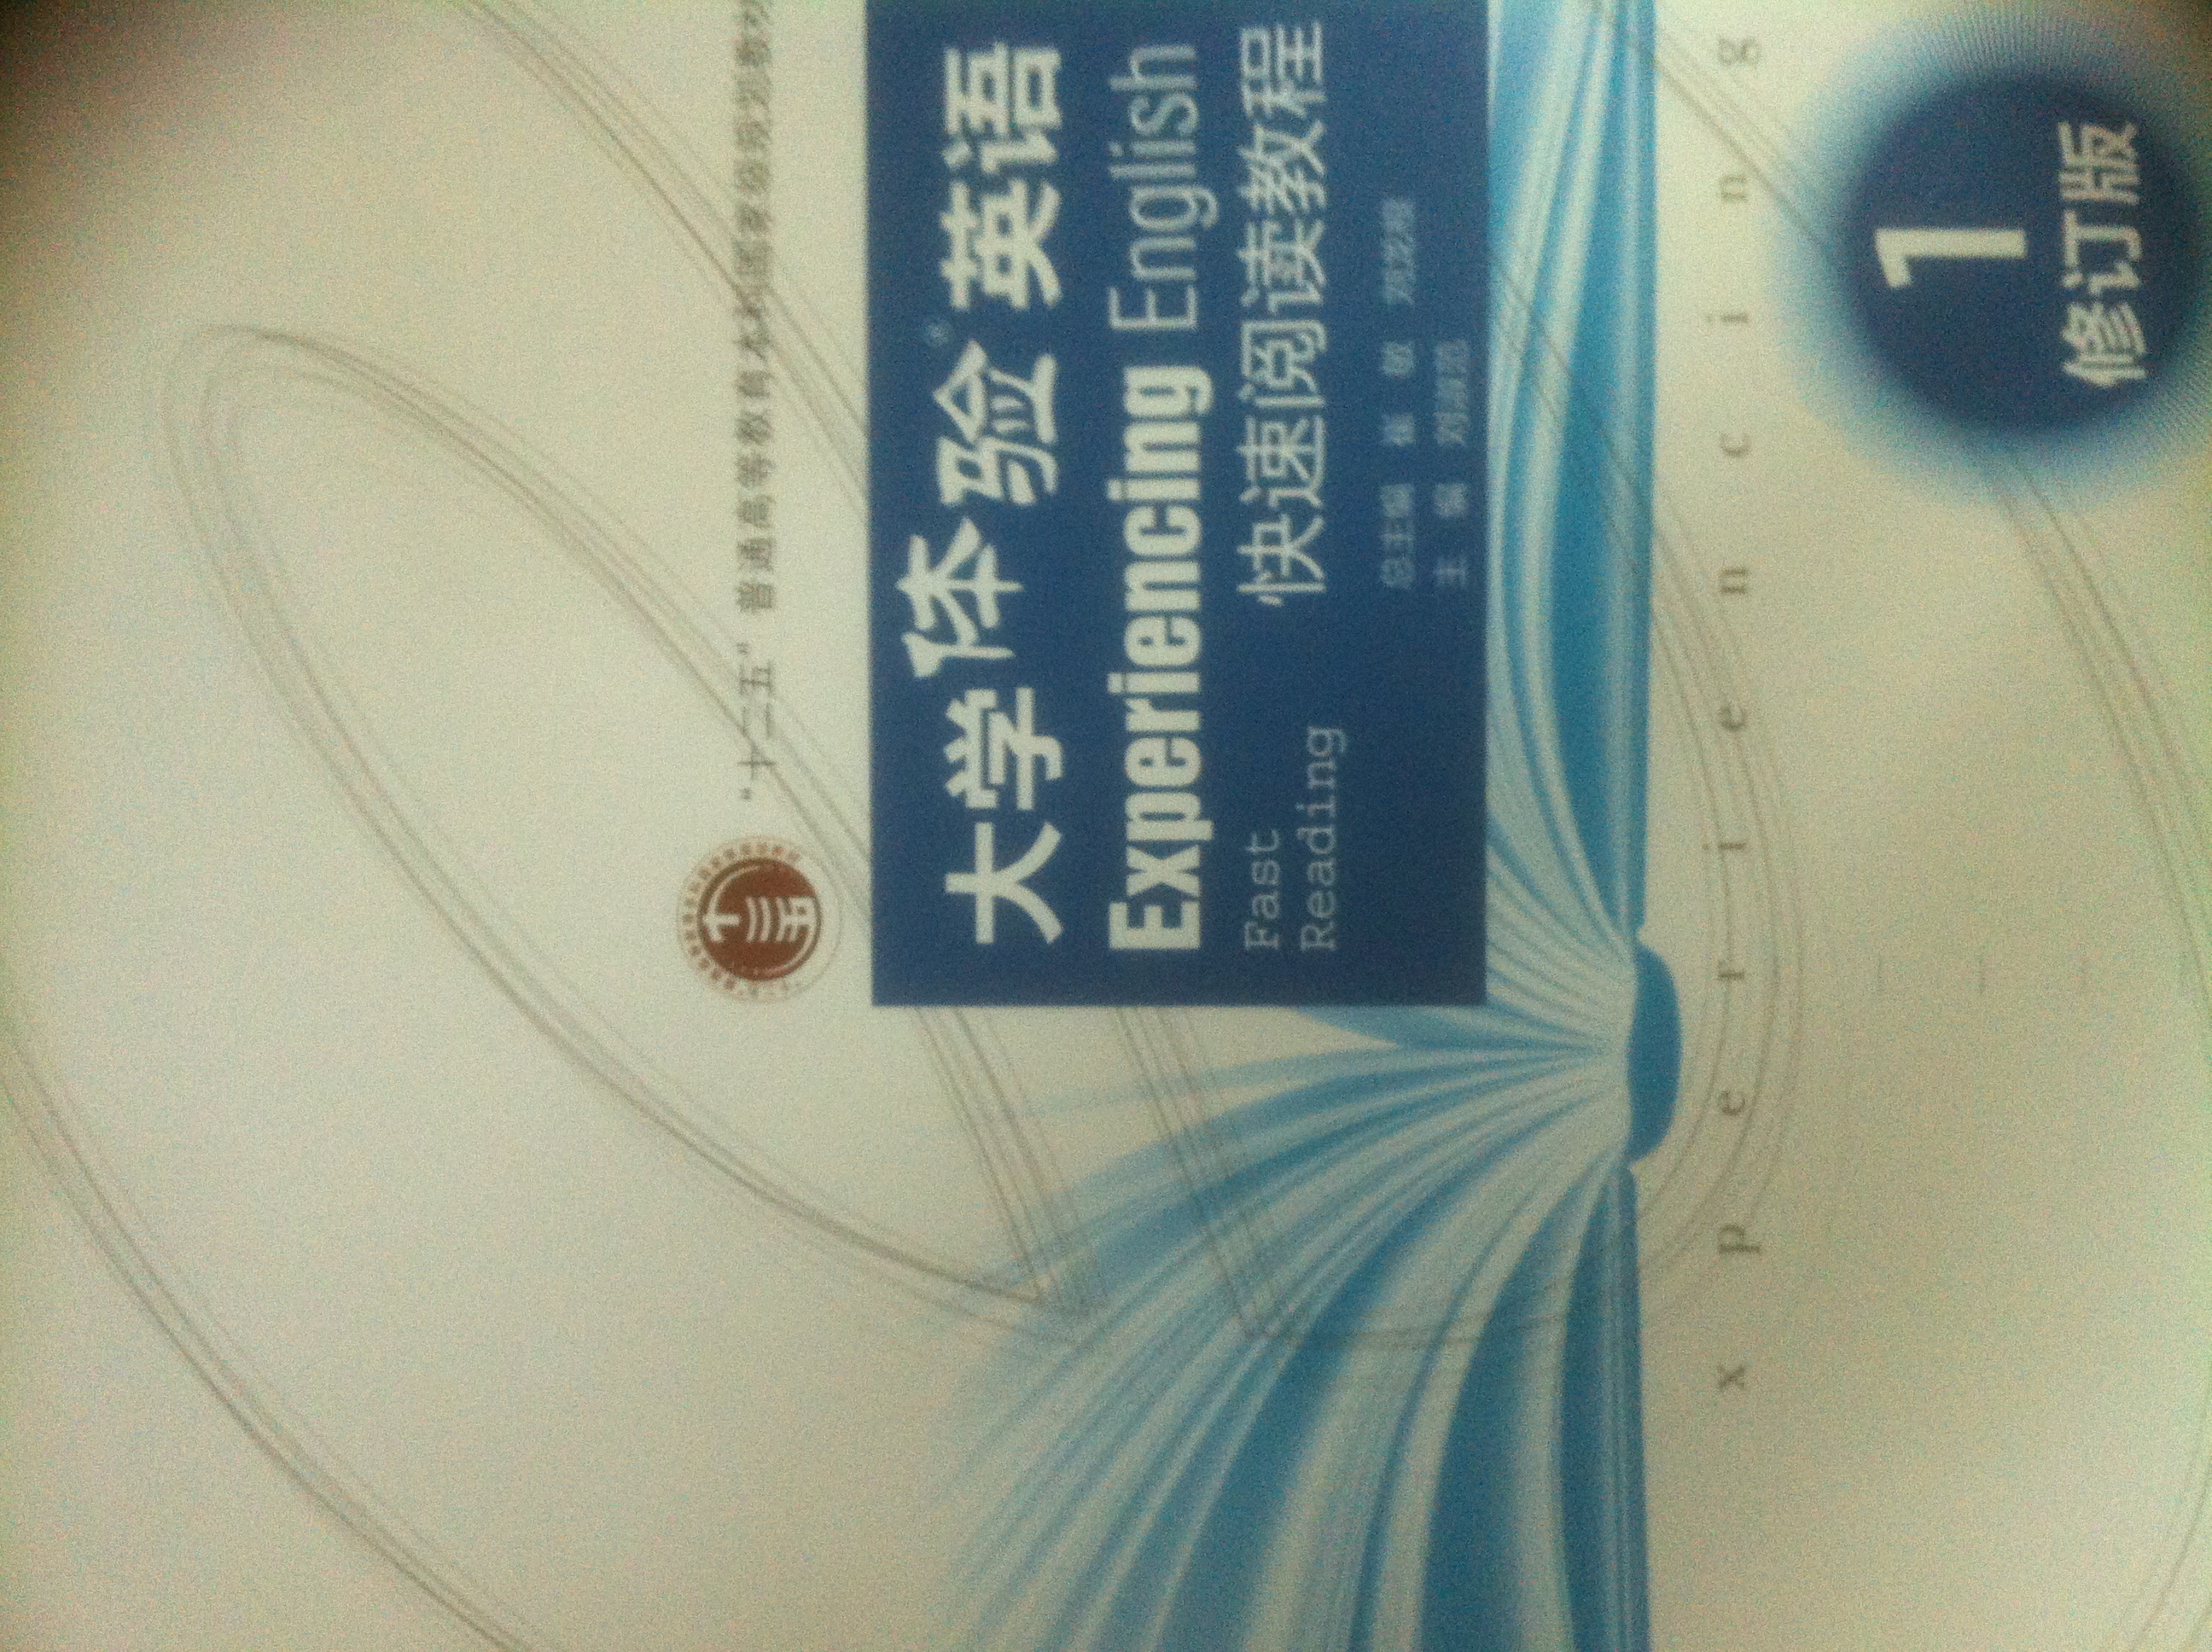 “十二五”普通高等教育本科国家级规划教材
大学体验®英语
Experiencing English
Fast
Reading
快速阅读教程
总主编 崔 敏 刘龙根
主 编 刘淑范
x p e r i e n c i n g
1
修订版